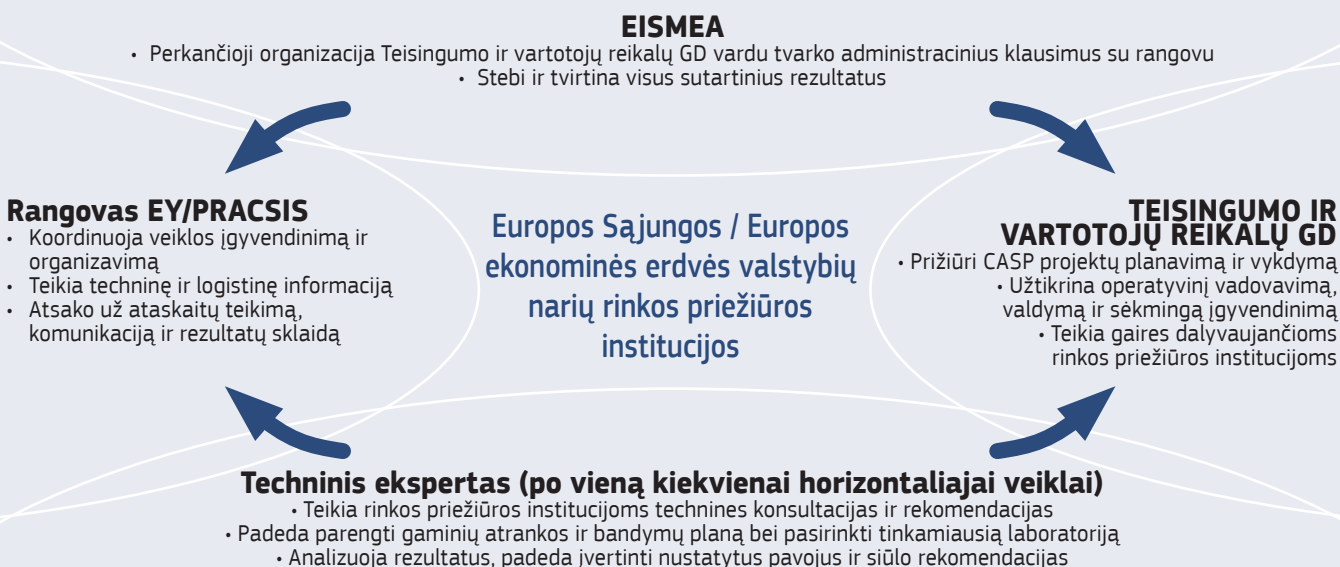 EISMEA
• Perkančioji organizacija Teisingumo ir vartotojų reikalų GD vardu tvarko administracinius klausimus su rangovu
• Stebi ir tvirtina visus sutartinius rezultatus
Rangovas EY/PRACSIS
• Koordinuoja veiklos įgyvendinimą ir
organizavimą
• Teikia techninę ir logistinę informaciją
• Atsako už ataskaitų teikimą,
komunikaciją ir rezultatų sklaidą
Europos Sąjungos / Europos
ekonominės erdvės valstybių
narių rinkos priežiūros
institucijos
TEISINGUMO IR
VARTOTOJŲ REIKALŲ GD
• Prižiūri CASP projektų planavimą ir vykdymą
• Užtikrina operatyvinį vadovavimą,
valdymą ir sėkmingą įgyvendinimą
• Teikia gaires dalyvaujančioms
rinkos priežiūros institucijoms
Techninis ekspertas (po vieną kiekvienai horizontaliajai veiklai)
• Teikia rinkos priežiūros institucijoms technines konsultacijas ir rekomendacijas
• Padeda parengti gaminių atrankos ir bandymų planą bei pasirinkti tinkamiausią laboratoriją
• Analizuoja rezultatus, padeda įvertinti nustatytus pavojus ir siūlo rekomendacijas